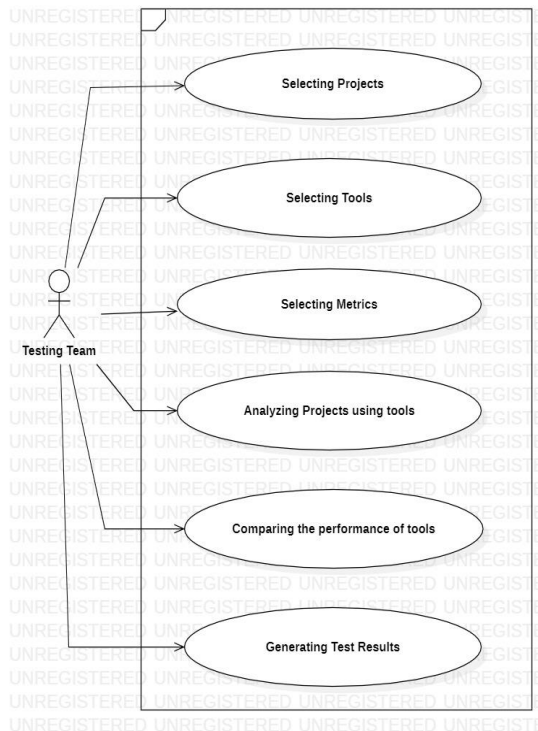 Selecting Projects
Selecting Tools
Selecting Metrics
Testing Team
Analyzing Projects using tools
Comparing the performance of tools
Generating Test Results
UNREGISTERED